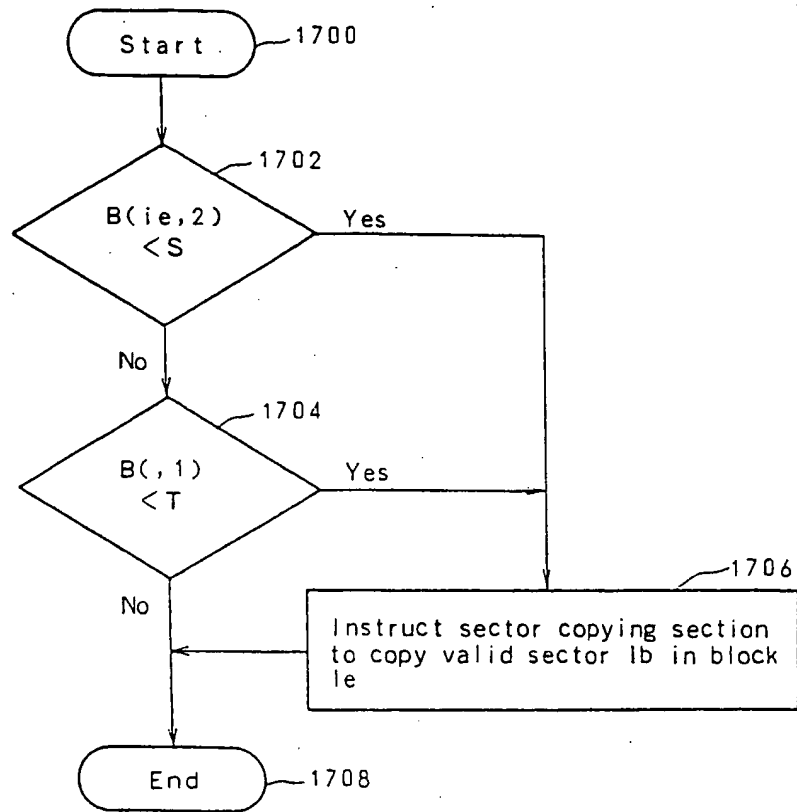 Start
1700
1702
B(ie,2)
<S
Yes
No
1704
B(,1)
<T
Yes
No
1706
Instruct sector copying section
to copy valid sector lb in block
le
End
1708